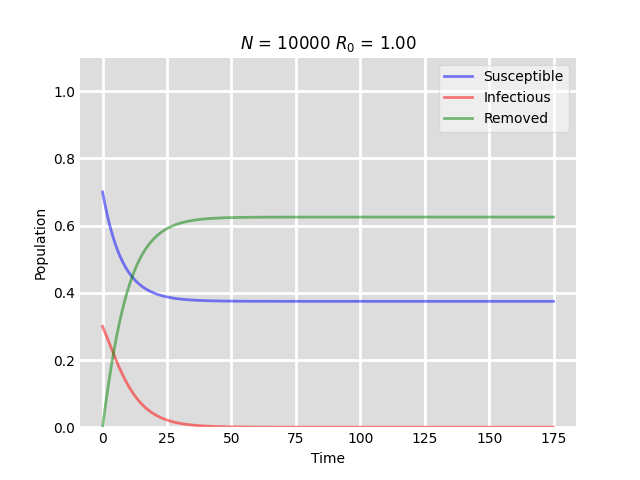 N = 10000 R₀ = 1.00
Susceptible
Infectious
Removed
Population
1.0
0.8
0.6
0.4
0.2
0.0
0 25 50 75 100 125 150 175
Time